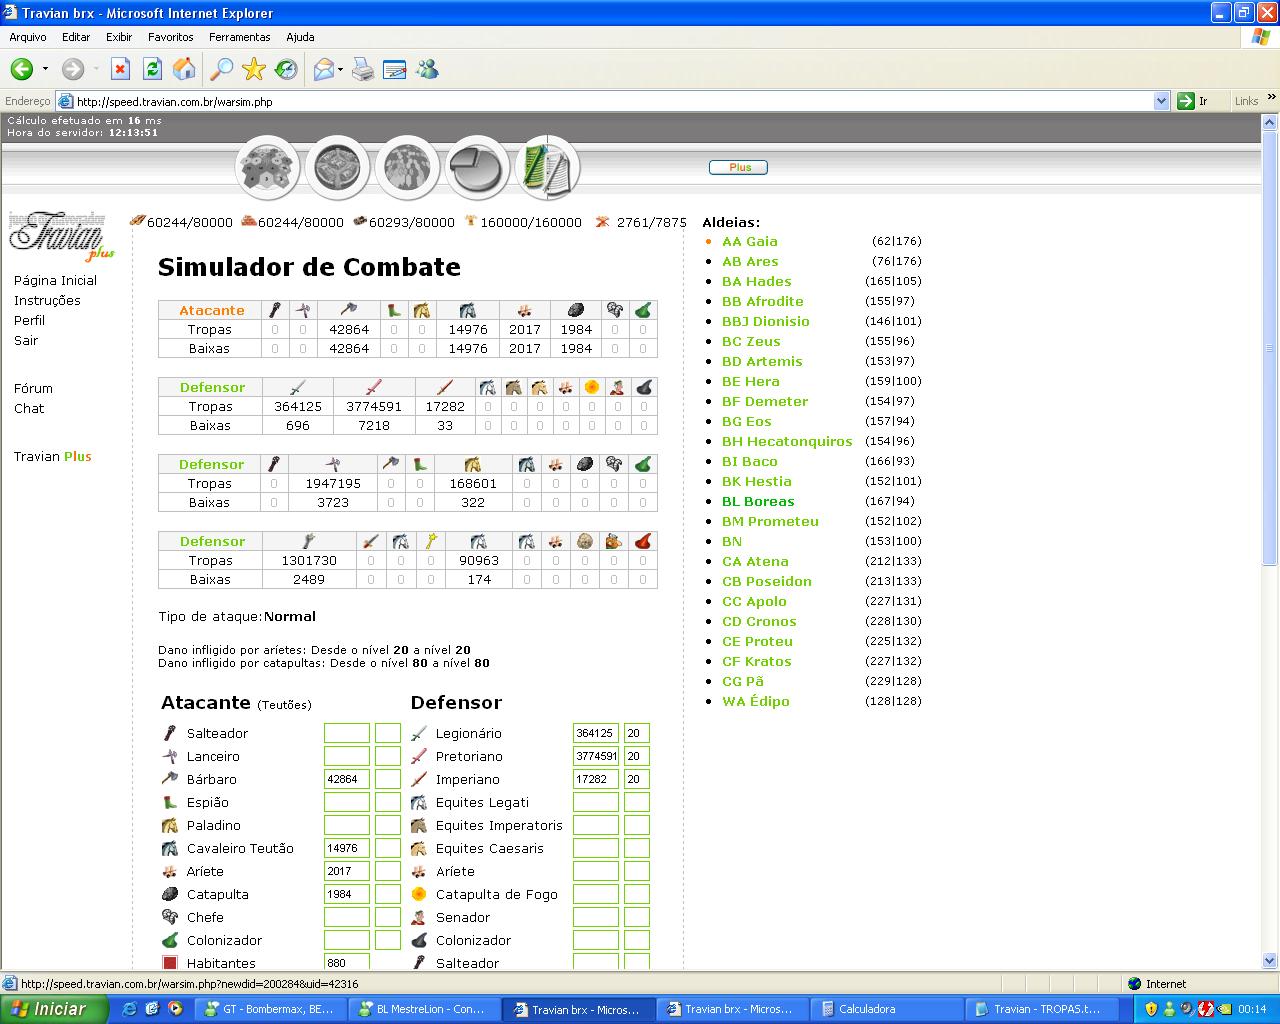 Travian brx - Microsoft Internet Explorer
Arquivo Editar Exibir Favoritos Ferramentas Ajuda
Endereço http://speed.travian.com.br/warsim.php Ir Links »
Cálculo efetuado em 16 ms
Hora do servidor: 12:13:51
Plus
Travian plus
60244/80000 60244/80000 60293/80000 160000/160000 2761/7875
Página Inicial
Instruções
Perfil
Sair
Fórum
Chat
Travian Plus
Simulador de Combate
Atacante
Tropas 0 0 42864 0 0 14976 2017 1984 0 0
Baixas 0 0 42864 0 0 14976 2017 1984 0 0
Defensor
Tropas 364125 3774591 17282 0 0 0 0 0 0 0
Baixas 696 7218 33 0 0 0 0 0 0 0
Defensor
Tropas 0 1947195 0 0 168601 0 0 0 0 0
Baixas 0 3723 0 0 322 0 0 0 0 0
Defensor
Tropas 1301730 0 0 0 90963 0 0 0 0 0
Baixas 2489 0 0 0 174 0 0 0 0 0
Tipo de ataque:Normal
Dano infligido por aríetes: Desde o nível 20 a nível 20
Dano infligido por catapultas: Desde o nível 80 a nível 80
Atacante (Teutões) Defensor
Salteador Legionário 364125 20
Lanceiro Pretoriano 3774591 20
Bárbaro 42864 Imperiano 17282 20
Espião Equites Legati
Paladino Equites Imperatoris
Cavaleiro Teutão 14976 Equites Caesaris
Aríete 2017 Aríete
Catapulta 1984 Catapulta de Fogo
Chefe Senador
Colonizador Colonizador
Habitantes 880 Salteador
Aldeias:
AA Gaia (62|176)
AB Ares (76|176)
BA Hades (165|105)
BB Afrodite (155|97)
BBJ Dionisio (146|101)
BC Zeus (155|96)
BD Artemis (153|97)
BE Hera (159|100)
BF Demeter (154|97)
BG Eos (157|94)
BH Hecatonquiros (154|96)
BI Baco (166|93)
BK Hestia (152|101)
BL Boreas (167|94)
BM Prometeu (152|102)
BN (153|100)
CA Atena (212|133)
CB Poseidon (213|133)
CC Apolo (227|131)
CD Cronos (228|130)
CE Proteu (225|132)
CF Kratos (227|132)
CG Pã (229|128)
WA Édipo (128|128)
http://speed.travian.com.br/warsim.php?newdid=200284&uid=42316 Internet
Iniciar GT - Bombermax, BE... BL MestreLion - Con... Travian brx - Micros... Travian brx - Micros... Calculadora Travian - TROPAS.t... 00:14